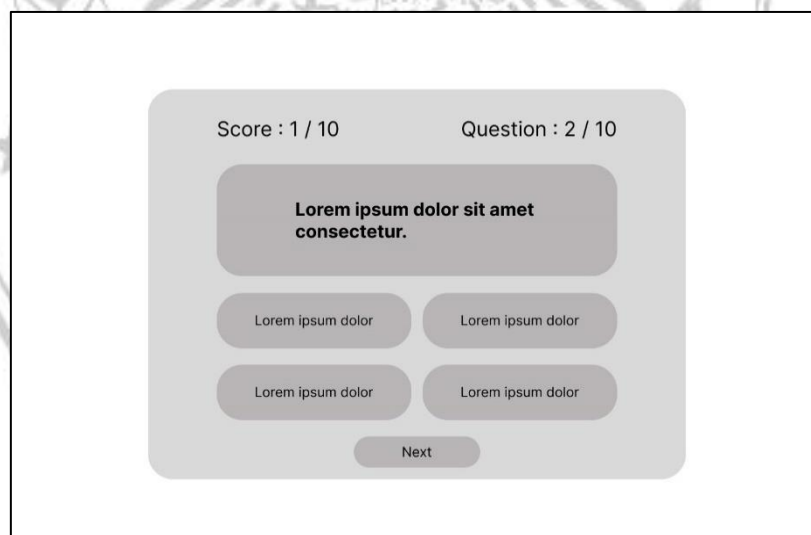 Score : 1 / 10
Question : 2 / 10
Lorem ipsum dolor sit amet
consectetur.
Lorem ipsum dolor
Lorem ipsum dolor
Lorem ipsum dolor
Lorem ipsum dolor
Next